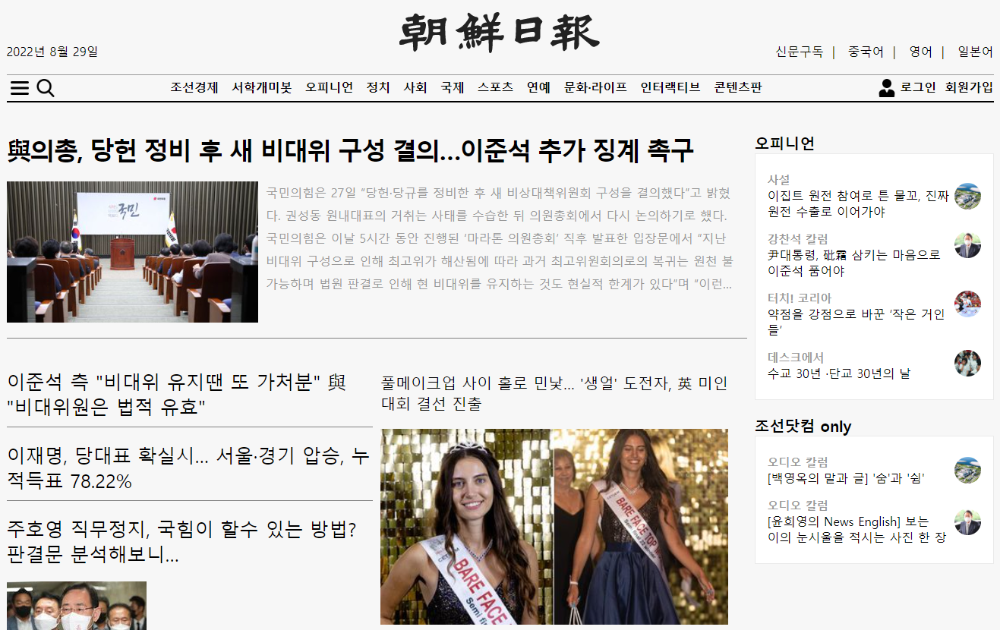 朝鮮日報
2022년 8월 29일
신문구독 | 중국어 | 영어 | 일본어
조선경제 서학개미봇 오피니언 정치 사회 국제 스포츠 연예 문화·라이프 인터랙티브 콘텐츠판 로그인 회원가입
與의총, 당헌 정비 후 새 비대위 구성 결의…이준석 추가 징계 촉구
국민
국민의힘은 27일 “당헌·당규를 정비한 후 새 비상대책위원회 구성을 결의했다”고 밝혔
다. 권성동 원내대표의 거취는 사태를 수습한 뒤 의원총회에서 다시 논의하기로 했다.
국민의힘은 이날 5시간 동안 진행된 ‘마라톤 의원총회’ 직후 발표한 입장문에서 “지난
비대위 구성으로 인해 최고위가 해산됨에 따라 과거 최고위원회의로의 복귀는 원천 불
가능하며 법원 판결로 인해 현 비대위를 유지하는 것도 현실적 한계가 있다”며 “이런...
이준석 측 "비대위 유지땐 또 가처분" 與
"비대위원은 법적 유효"
이재명, 당대표 확실시... 서울·경기 압승, 누
적득표 78.22%
주호영 직무정지, 국힘이 할수 있는 방법?
판결문 분석해보니...
풀메이크업 사이 홀로 민낯... '생얼' 도전자, 英 미인
대회 결선 진출
BARE FACE
Semi fi
BARE FACE TOP
오피니언
사설
이집트 원전 참여로 튼 물꼬, 진짜
원전 수출로 이어가야
강찬석 칼럼
尹대통령, 砒霜 삼키는 마음으로
이준석 품어야
터치! 코리아
약점을 강점으로 바꾼 ‘작은 거인
들’
데스크에서
수교 30년 ·단교 30년의 날
조선닷컴 only
오디오 칼럼
[백영옥의 말과 글] '숨'과 '쉼'
오디오 칼럼
[윤희영의 News English] 보는
이의 눈시울을 적시는 사진 한 장